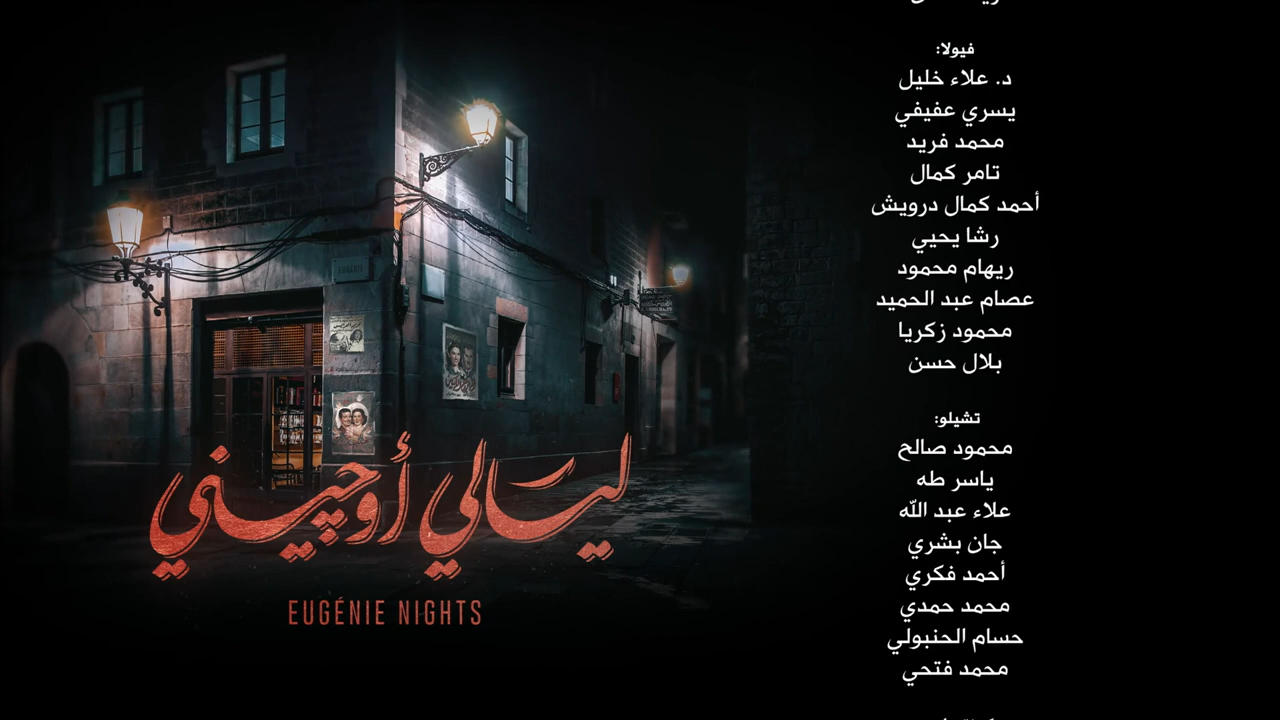 فيولا:
د. علاء خليل
يسري عفيفي
محمد فريد
تامر كمال
أحمد كمال درويش
رشا يحيي
ريهام محمود
عصام عبد الحميد
محمود زكريا
بلال حسن
تشيلو:
محمود صالح
ياسر طه
علاء عبد الله
جان بشري
أحمد فكري
محمد حمدي
حسام الحنبولي
محمد فتحي
EUGÉNIE
ليالي أوچيني
EUGÉNIE NIGHTS